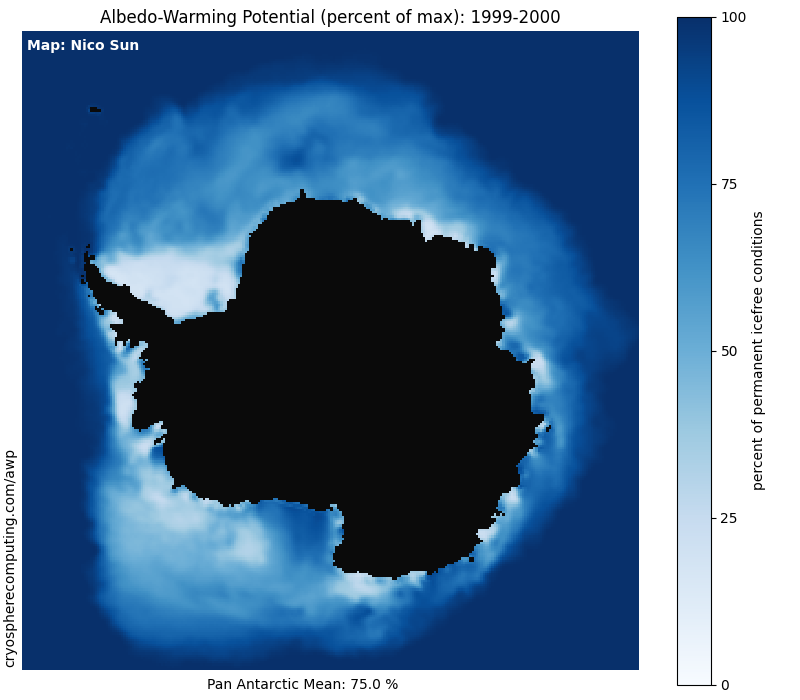 Albedo-Warming Potential (percent of max): 1999-2000
Map: Nico Sun
100
75
50
25
0
percent of permanent icefree conditions
cryospherecomputing.com/awp
Pan Antarctic Mean: 75.0 %